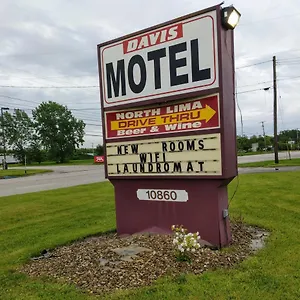 DAVIS
MOTEL
NORTH LIMA
DRIVE THRU
Beer & Wine
NEW ROOMS
WIFI
LAUNDROMAT
10860